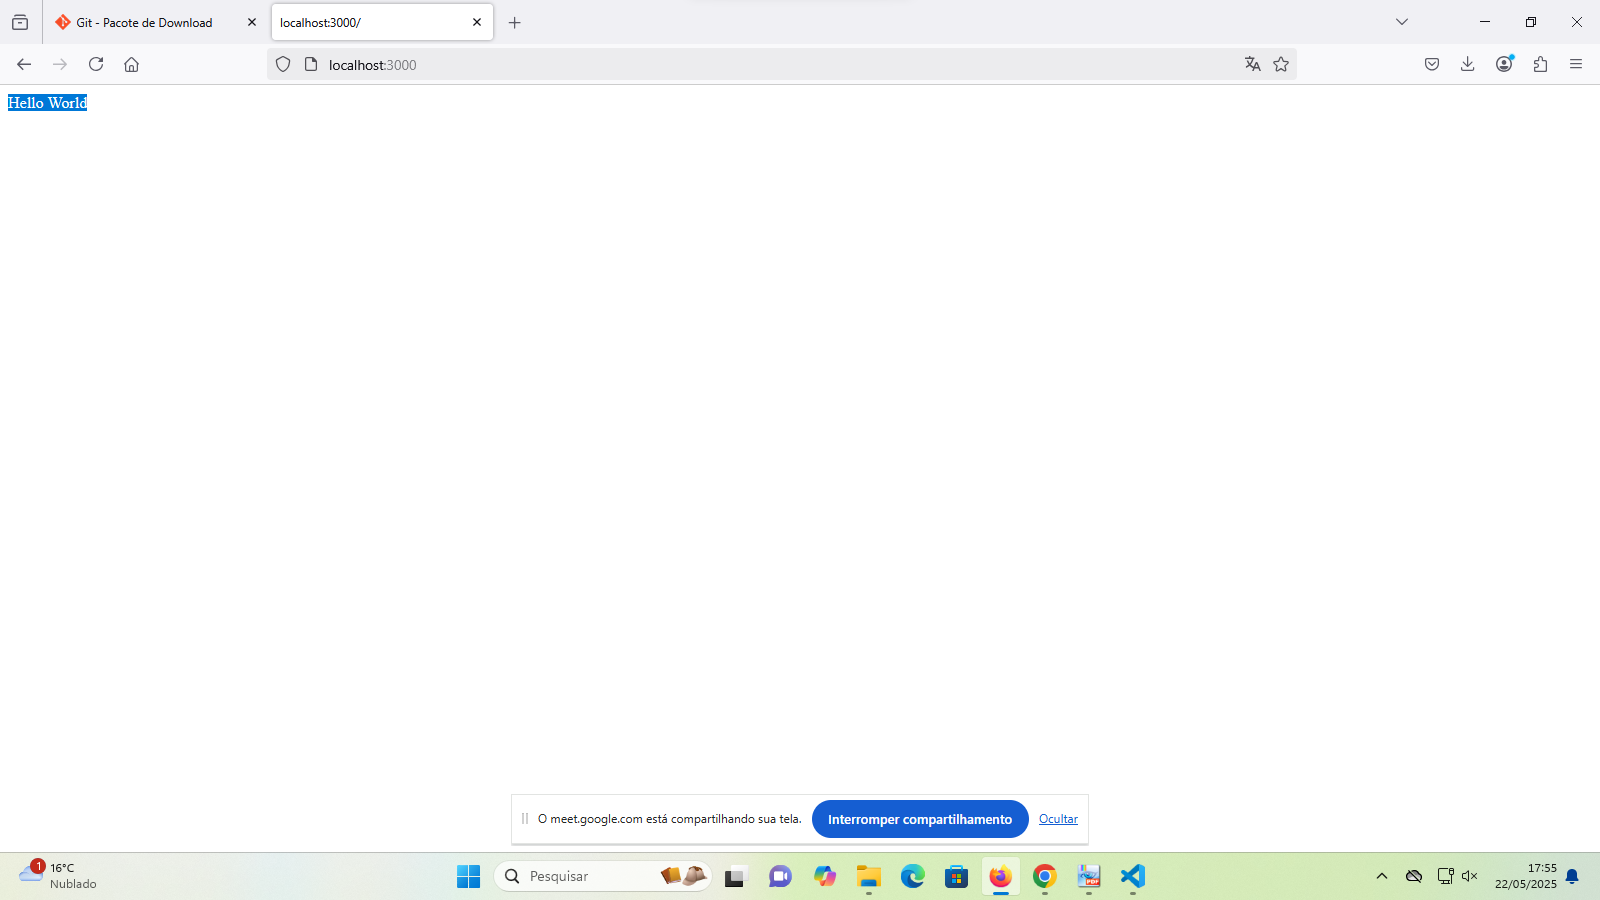 Git - Pacote de Download
localhost:3000/
localhost:3000
Hello World
O meet.google.com está compartilhando sua tela.
Interromper compartilhamento
Ocultar
1
16°C
Nublado
Pesquisar
PDF
17:55
22/05/2025